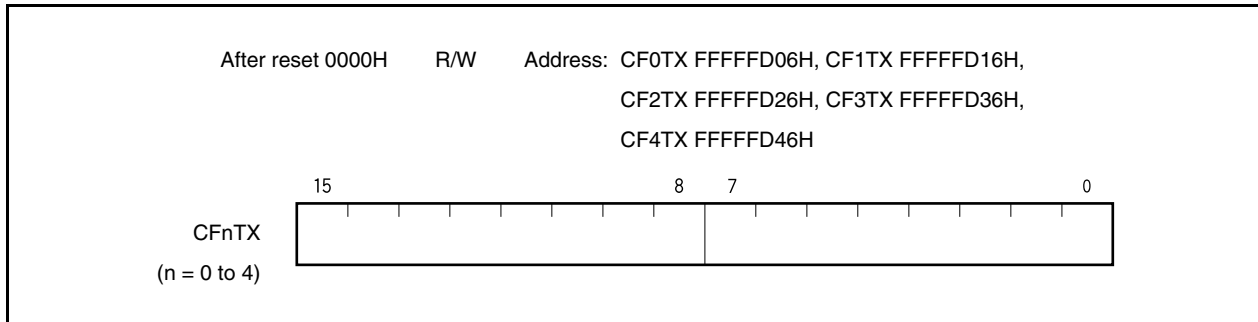 After reset 0000H R/W Address: CF0TX FFFFFD06H, CF1TX FFFFFD16H,
CF2TX FFFFFD26H, CF3TX FFFFFD36H,
CF4TX FFFFFD46H
15 8 7 0
CFnTX
(n = 0 to 4)